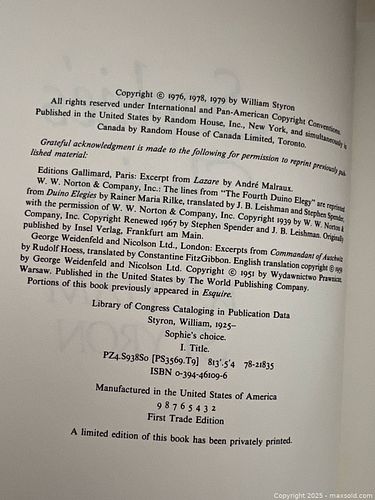 Copyright © 1976, 1978, 1979 by William Styron
All rights reserved under International and Pan-American Copyright Conventions.
Published in the United States by Random House, Inc., New York, and simultaneously in
Canada by Random House of Canada Limited, Toronto.
Grateful acknowledgment is made to the following for permission to reprint previously pub-
lished material:
Editions Gallimard, Paris: Excerpt from Lazare by André Malraux.
W. W. Norton & Company, Inc.: The lines from "The Fourth Duino Elegy" are reprinted
from Duino Elegies by Rainer Maria Rilke, translated by J. B. Leishman and Stephen Spender,
with the permission of W. W. Norton & Company, Inc. Copyright 1939 by W. W. Norton &
Company, Inc. Copyright Renewed 1967 by Stephen Spender and J. B. Leishman. Originally
published by Insel Verlag, Frankfurt am Main.
George Weidenfeld and Nicolson Ltd., London: Excerpts from Commandant of Auschwitz
by Rudolf Hoess, translated by Constantine FitzGibbon. English translation copyright © 1959
by George Weidenfeld and Nicolson Ltd. Copyright © 1951 by Wydawnictwo Prawnicze,
Warsaw. Published in the United States by The World Publishing Company.
Portions of this book previously appeared in Esquire.
Library of Congress Cataloging in Publication Data
Styron, William, 1925–
Sophie's choice.
I. Title.
PZ4.S938So [PS3569.T9] 813'.5'4 78-21835
ISBN 0-394-46109-6
Manufactured in the United States of America
9 8 7 6 5 4 3 2
First Trade Edition
A limited edition of this book has been privately printed.
Copyright 2025 - maxsold.com